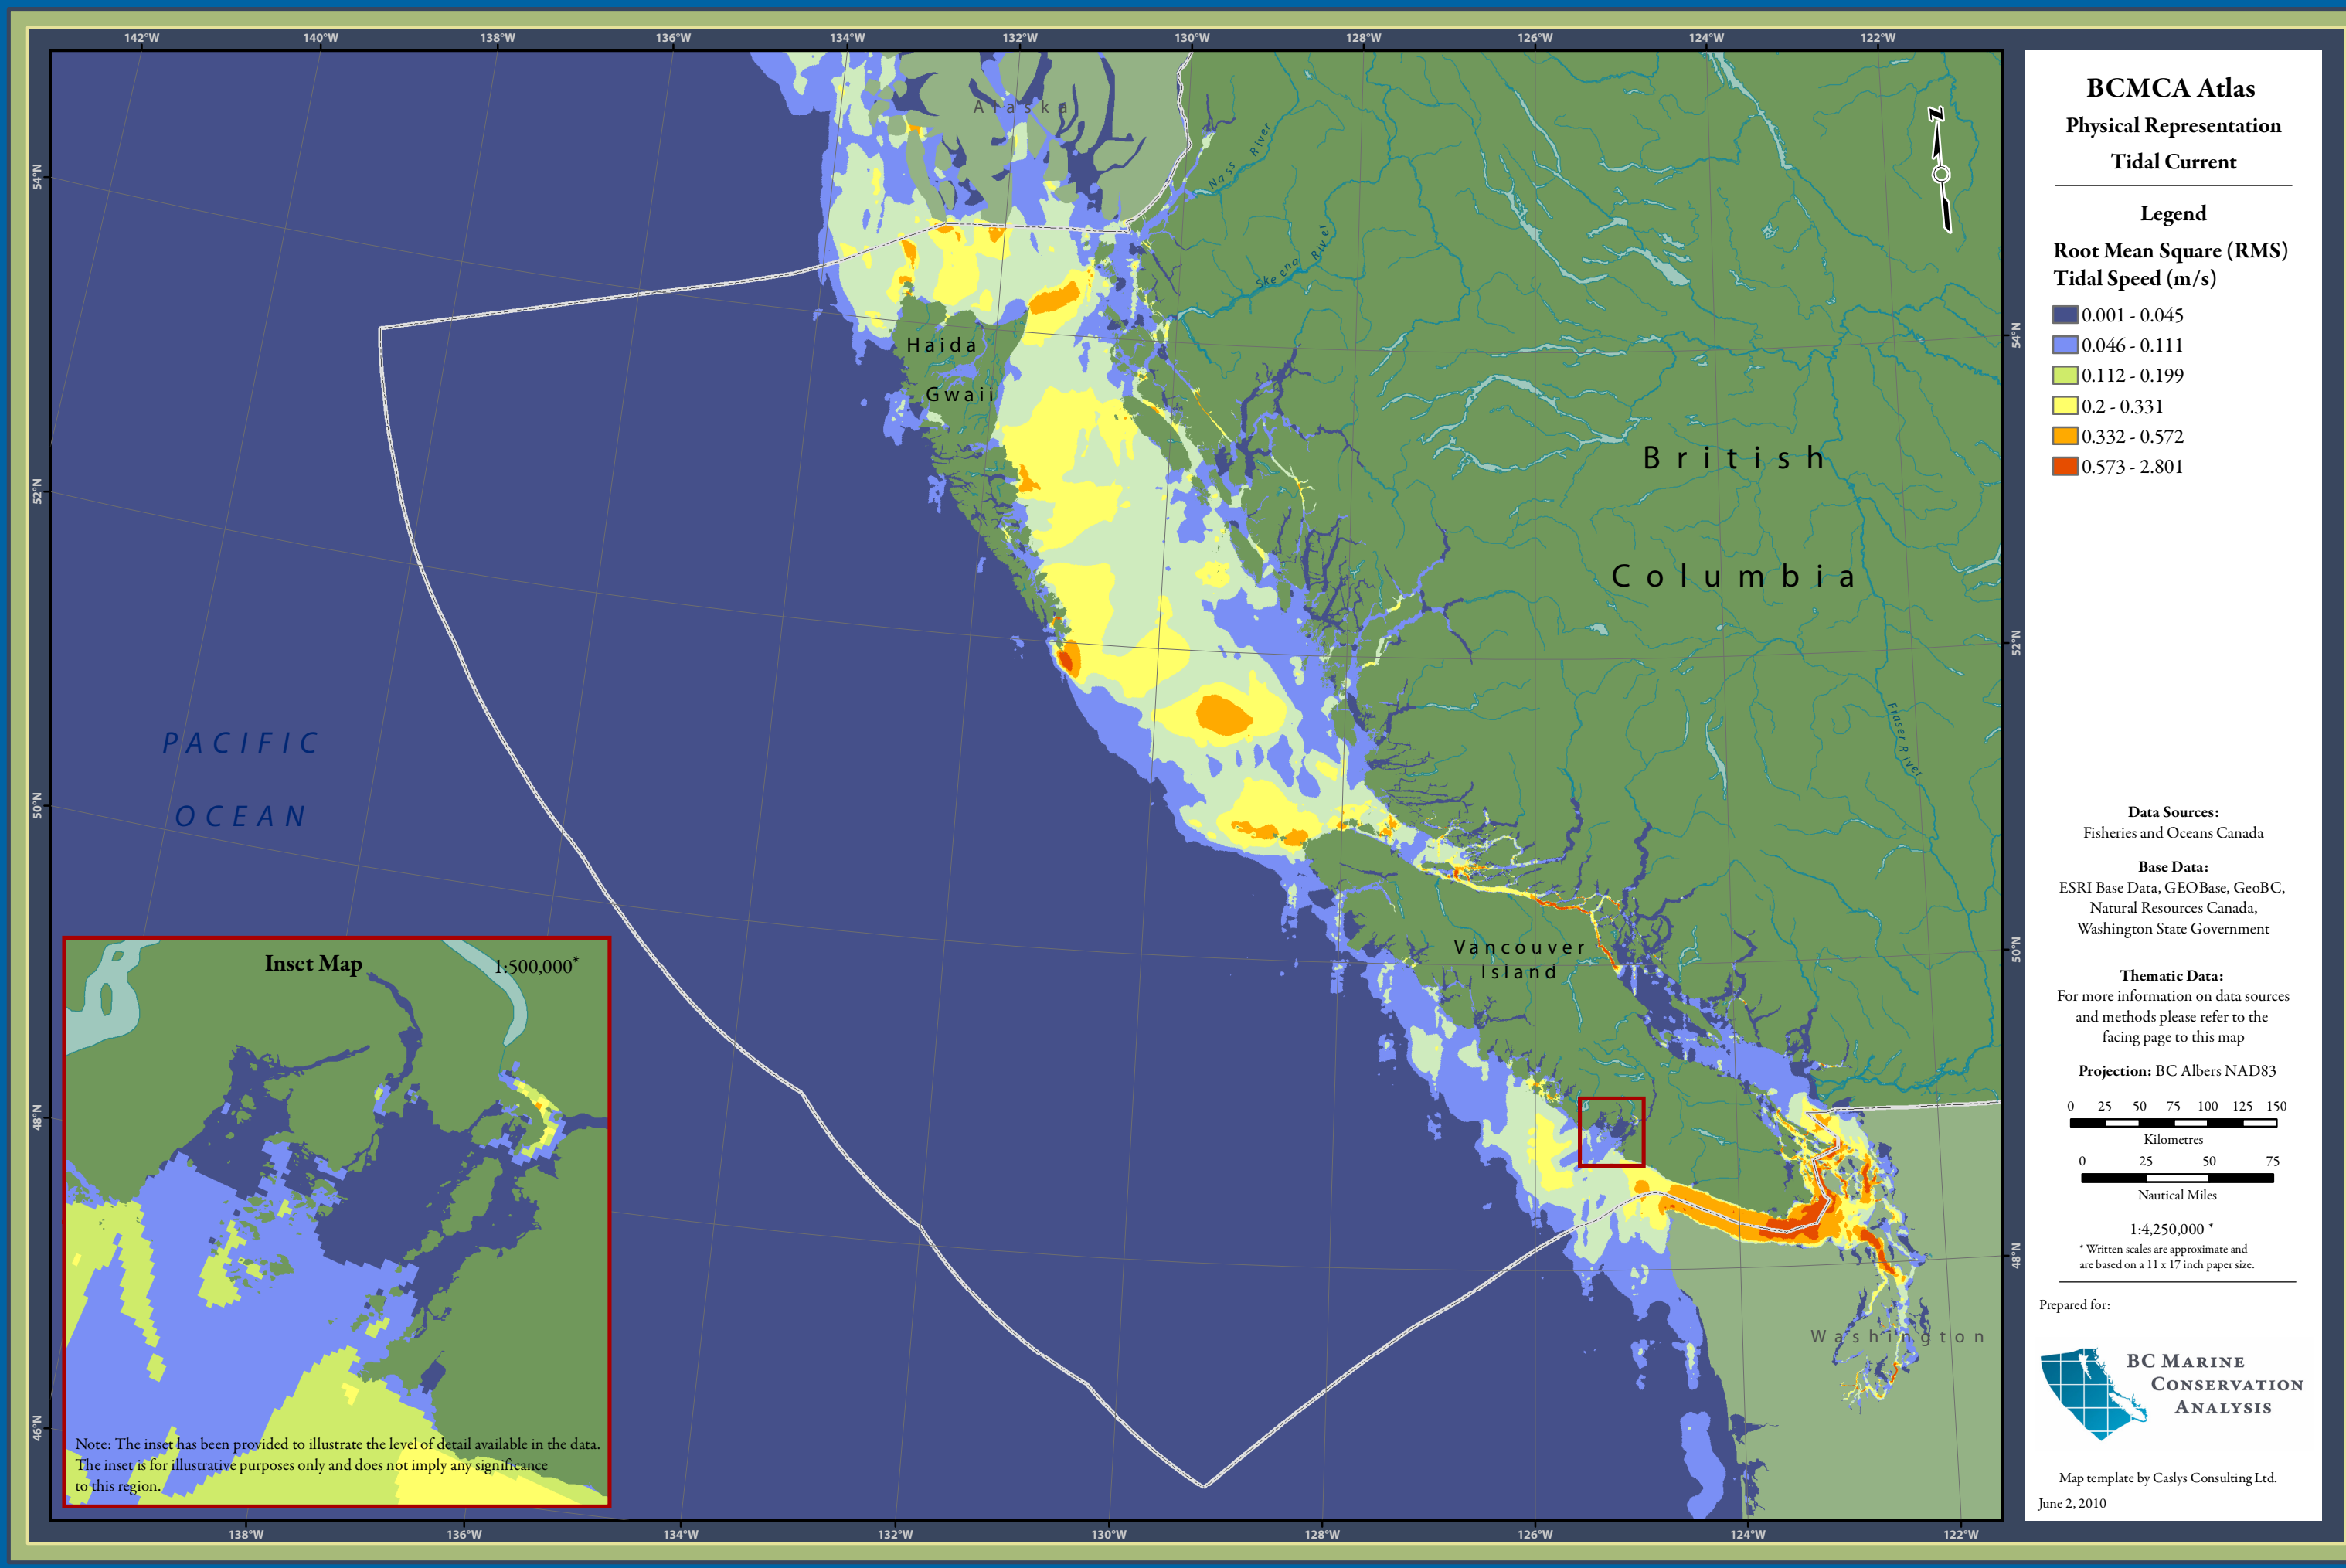 142°W 140°W 138°W 136°W 134°W 132°W 130°W 128°W 126°W 124°W 122°W
54°N
52°N
50°N
48°N
46°N
54°N
52°N
50°N
48°N
138°W 136°W 134°W 132°W 130°W 128°W 126°W 124°W 122°W
Alaska
Nass River
Skeena River
Haida
Gwaii
British
Columbia
Fraser River
PACIFIC
OCEAN
Vancouver
Island
Washington
Inset Map
1:500,000*
Note: The inset has been provided to illustrate the level of detail available in the data.
The inset is for illustrative purposes only and does not imply any significance
to this region.
BCMCA Atlas
Physical Representation
Tidal Current
N
Legend
Root Mean Square (RMS)
Tidal Speed (m/s)
0.001 - 0.045
0.046 - 0.111
0.112 - 0.199
0.2 - 0.331
0.332 - 0.572
0.573 - 2.801
Data Sources:
Fisheries and Oceans Canada
Base Data:
ESRI Base Data, GEOBase, GeoBC,
Natural Resources Canada,
Washington State Government
Thematic Data:
For more information on data sources
and methods please refer to the
facing page to this map
Projection: BC Albers NAD83
0 25 50 75 100 125 150
Kilometres
0 25 50 75
Nautical Miles
1:4,250,000 *
* Written scales are approximate and
are based on a 11 x 17 inch paper size.
Prepared for:
BC Marine
Conservation
Analysis
Map template by Caslys Consulting Ltd.
June 2, 2010